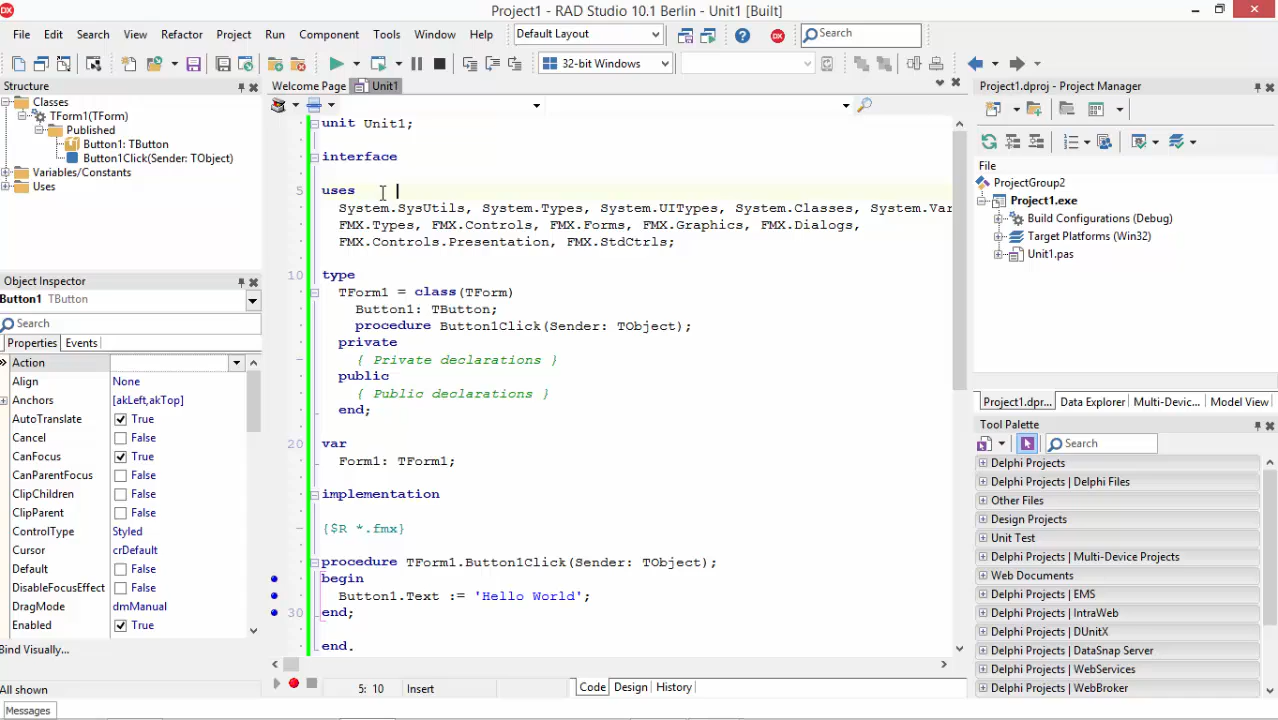 Project1 - RAD Studio 10.1 Berlin - Unit1 [Built]
File Edit Search View Refactor Project Run Component Tools Window Help
Default Layout
Search
32-bit Windows
Structure
Classes
TForm1(TForm)
Published
Button1: TButton
Button1Click(Sender: TObject)
Variables/Constants
Uses
Object Inspector
Button1 TButton
Search
Properties Events
Action
Align None
Anchors [akLeft,akTop]
AutoTranslate True
Cancel False
CanFocus True
CanParentFocus False
ClipChildren False
ClipParent False
ControlType Styled
Cursor crDefault
Default False
DisableFocusEffect False
DragMode dmManual
Enabled True
Bind Visually...
All shown
Messages
Welcome Page Unit1
unit Unit1;
interface
5 uses
System.SysUtils, System.Types, System.UITypes, System.Classes, System.Var
FMX.Types, FMX.Controls, FMX.Forms, FMX.Graphics, FMX.Dialogs,
FMX.Controls.Presentation, FMX.StdCtrls;
10 type
TForm1 = class(TForm)
Button1: TButton;
procedure Button1Click(Sender: TObject);
private
{ Private declarations }
public
{ Public declarations }
end;
20 var
Form1: TForm1;
implementation
{$R *.fmx}
procedure TForm1.Button1Click(Sender: TObject);
begin
Button1.Text := 'Hello World';
30 end;
end.
5: 10 Insert
Code Design History
Project1.dproj - Project Manager
File
ProjectGroup2
Project1.exe
Build Configurations (Debug)
Target Platforms (Win32)
Unit1.pas
Project1.dpr... Data Explorer Multi-Devic... Model View
Tool Palette
Search
Delphi Projects
Delphi Projects | Delphi Files
Other Files
Design Projects
Unit Test
Delphi Projects | Multi-Device Projects
Web Documents
Delphi Projects | EMS
Delphi Projects | IntraWeb
Delphi Projects | DUnitX
Delphi Projects | DataSnap Server
Delphi Projects | WebServices
Delphi Projects | WebBroker